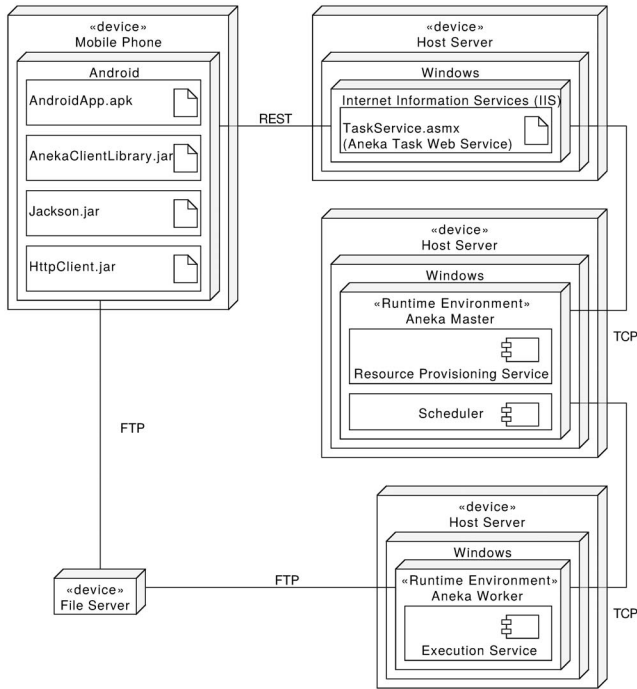 «device»
Mobile Phone
Android
AndroidApp.apk
AnekaClientLibrary.jar
Jackson.jar
HttpClient.jar
REST
«device»
Host Server
Windows
Internet Information Services (IIS)
TaskService.asmx
(Aneka Task Web Service)
TCP
«device»
Host Server
Windows
«Runtime Environment»
Aneka Master
Resource Provisioning Service
Scheduler
FTP
TCP
«device»
Host Server
Windows
«Runtime Environment»
Aneka Worker
Execution Service
FTP
«device»
File Server